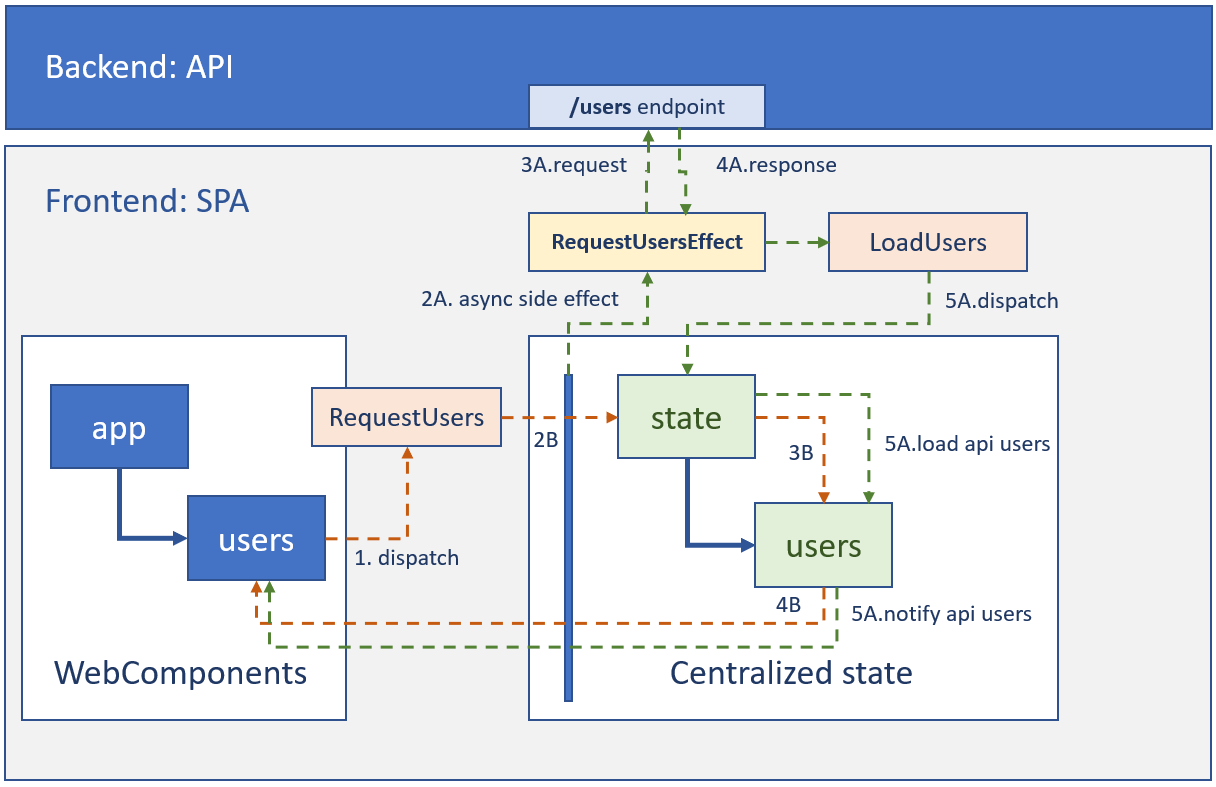 Backend: API
/users endpoint
3A.request
4A.response
Frontend: SPA
RequestUsersEffect
LoadUsers
2A. async side effect
5A.dispatch
app
RequestUsers
state
2B
3B
5A.load api users
users
users
1. dispatch
4B
5A.notify api users
WebComponents
Centralized state